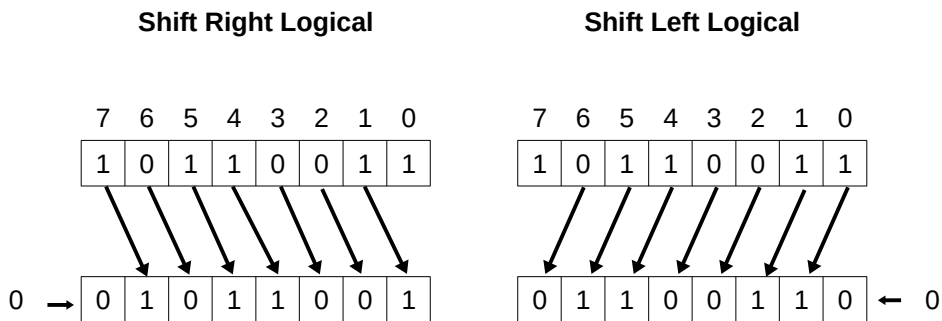 Shift Right Logical Shift Left Logical
7 6 5 4 3 2 1 0 7 6 5 4 3 2 1 0
1 0 1 1 0 0 1 1 1 0 1 1 0 0 1 1
0 0 1 0 1 1 0 0 1 0 1 1 0 0 1 1 0 0